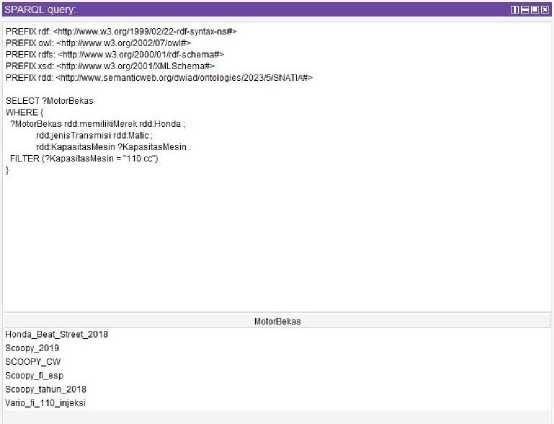 SPARQL query:
PREFIX rdf: <http://www.w3.org/1999/02/22-rdf-syntax-ns#>
PREFIX owl: <http://www.w3.org/2002/07/owl#>
PREFIX rdfs: <http://www.w3.org/2000/01/rdf-schema#>
PREFIX xsd: <http://www.w3.org/2001/XMLSchema#>
PREFIX rdd: <http://www.semanticweb.org/dwiad/ontologies/2023/5/SNATIA#>
SELECT ?MotorBekas
WHERE {
?MotorBekas rdd:memilikiMerek rdd:Honda ;
rdd:jenisTransmisi rdd:Matic ;
rdd:KapasitasMesin ?KapasitasMesin .
FILTER (?KapasitasMesin = "110 cc")
}
MotorBekas
Honda_Beat_Street_2018
Scoopy_2019
SCOOPY_CW
Scoopy_fi_esp
Scoopy_tahun_2018
Vario_fi_110_injeksi